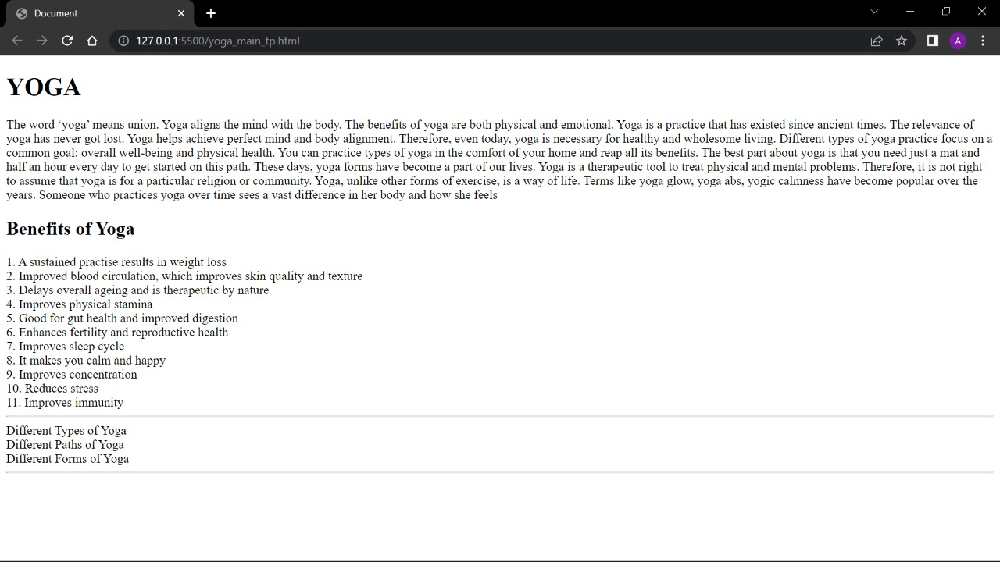 Document
127.0.0.1:5500/yoga_main_tp.html
A
YOGA
The word ‘yoga’ means union. Yoga aligns the mind with the body. The benefits of yoga are both physical and emotional. Yoga is a practice that has existed since ancient times. The relevance of
yoga has never got lost. Yoga helps achieve perfect mind and body alignment. Therefore, even today, yoga is necessary for healthy and wholesome living. Different types of yoga practice focus on a
common goal: overall well-being and physical health. You can practice types of yoga in the comfort of your home and reap all its benefits. The best part about yoga is that you need just a mat and
half an hour every day to get started on this path. These days, yoga forms have become a part of our lives. Yoga is a therapeutic tool to treat physical and mental problems. Therefore, it is not right
to assume that yoga is for a particular religion or community. Yoga, unlike other forms of exercise, is a way of life. Terms like yoga glow, yoga abs, yogic calmness have become popular over the
years. Someone who practices yoga over time sees a vast difference in her body and how she feels
Benefits of Yoga
1. A sustained practise results in weight loss
2. Improved blood circulation, which improves skin quality and texture
3. Delays overall ageing and is therapeutic by nature
4. Improves physical stamina
5. Good for gut health and improved digestion
6. Enhances fertility and reproductive health
7. Improves sleep cycle
8. It makes you calm and happy
9. Improves concentration
10. Reduces stress
11. Improves immunity
Different Types of Yoga
Different Paths of Yoga
Different Forms of Yoga